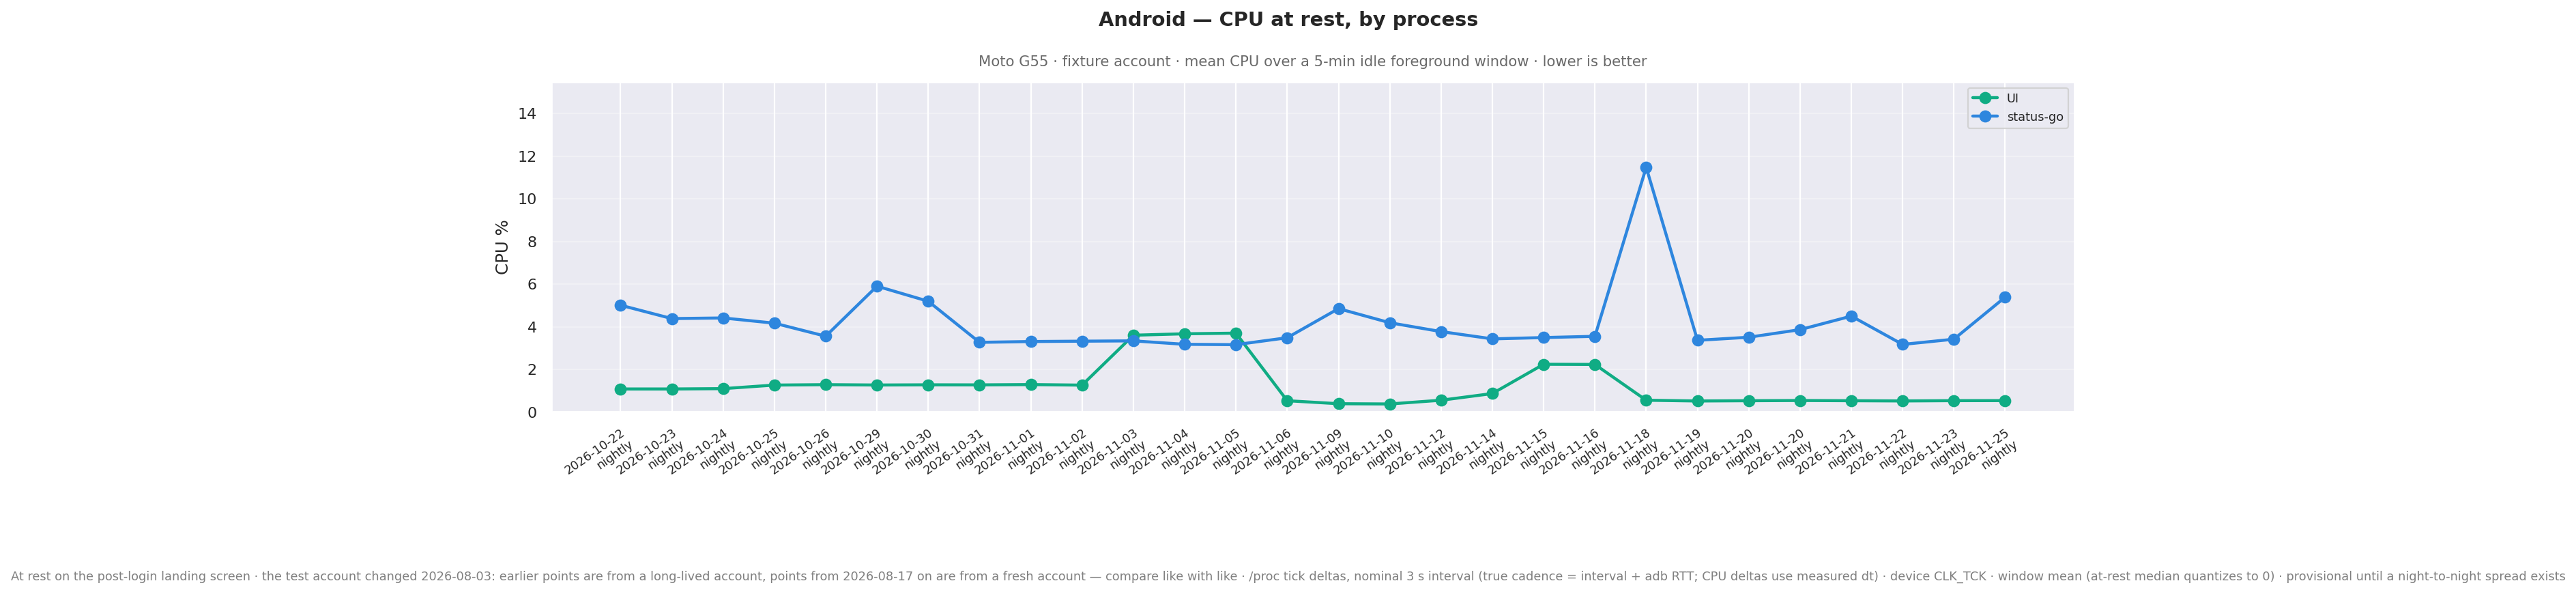 Android — CPU at rest, by process
Moto G55 · fixture account · mean CPU over a 5-min idle foreground window · lower is better
UI
status-go
CPU %
14
12
10
8
6
4
2
0
2026-10-22
nightly
2026-10-23
nightly
2026-10-24
nightly
2026-10-25
nightly
2026-10-26
nightly
2026-10-29
nightly
2026-10-30
nightly
2026-10-31
nightly
2026-11-01
nightly
2026-11-02
nightly
2026-11-03
nightly
2026-11-04
nightly
2026-11-05
nightly
2026-11-06
nightly
2026-11-09
nightly
2026-11-10
nightly
2026-11-12
nightly
2026-11-14
nightly
2026-11-15
nightly
2026-11-16
nightly
2026-11-18
nightly
2026-11-19
nightly
2026-11-20
nightly
2026-11-20
nightly
2026-11-21
nightly
2026-11-22
nightly
2026-11-23
nightly
2026-11-25
nightly
At rest on the post-login landing screen · the test account changed 2026-08-03: earlier points are from a long-lived account, points from 2026-08-17 on are from a fresh account — compare like with like · /proc tick deltas, nominal 3 s interval (true cadence = interval + adb RTT; CPU deltas use measured dt) · device CLK_TCK · window mean (at-rest median quantizes to 0) · provisional until a night-to-night spread exists